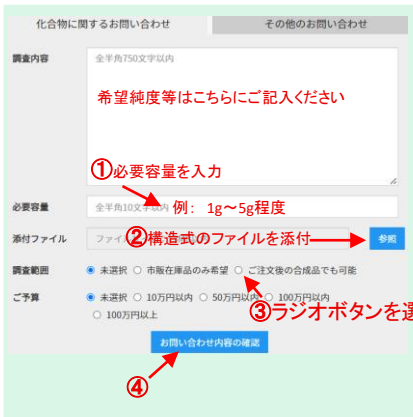 化合物に関するお問い合わせ その他のお問い合わせ
調査内容 全半角750文字以内
希望純度等はこちらにご記入ください
①必要容量を入力
必要容量 全半角10文字以内 例: 1g～5g程度
添付ファイル ファイル ②構造式のファイルを添付 参照
調査範囲 未選択 市販在庫品のみ希望 ご注文後の合成品でも可能
ご予算 未選択 10万円以内 50万円以内 100万円以内
③ラジオボタンを選
100万円以上
お問い合わせ内容の確認
④